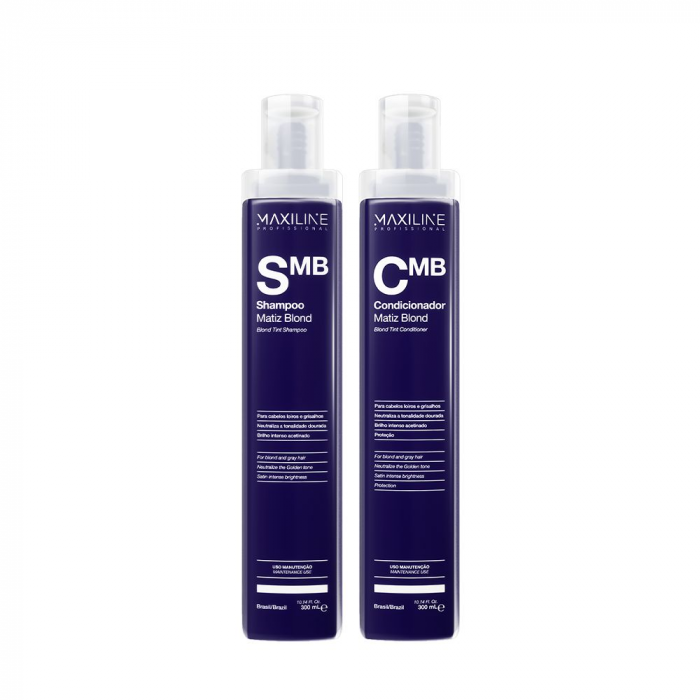 MAXILINE
PROFISSIONAL
SMB
Shampoo
Matiz Blond
Blond Tint Shampoo
Para cabelos loiros e grisalhos
Neutraliza a tonalidade dourada
Brilho intenso acetinado
For blond and gray hair
Neutralize the Golden tone
Satin intense brightness
USO MANUTENÇÃO
MAINTENANCE USE
Brasil/Brazil
10.14 Fl. Oz.
300 mL e
MAXILINE
PROFISSIONAL
CMB
Condicionador
Matiz Blond
Blond Tint Conditioner
Para cabelos loiros e grisalhos
Neutraliza a tonalidade dourada
Brilho intenso acetinado
Proteção
For blond and gray hair
Neutralize the Golden tone
Satin intense brightness
Protection
USO MANUTENÇÃO
MAINTENANCE USE
Brasil/Brazil
10.14 Fl. Oz.
300 mL e